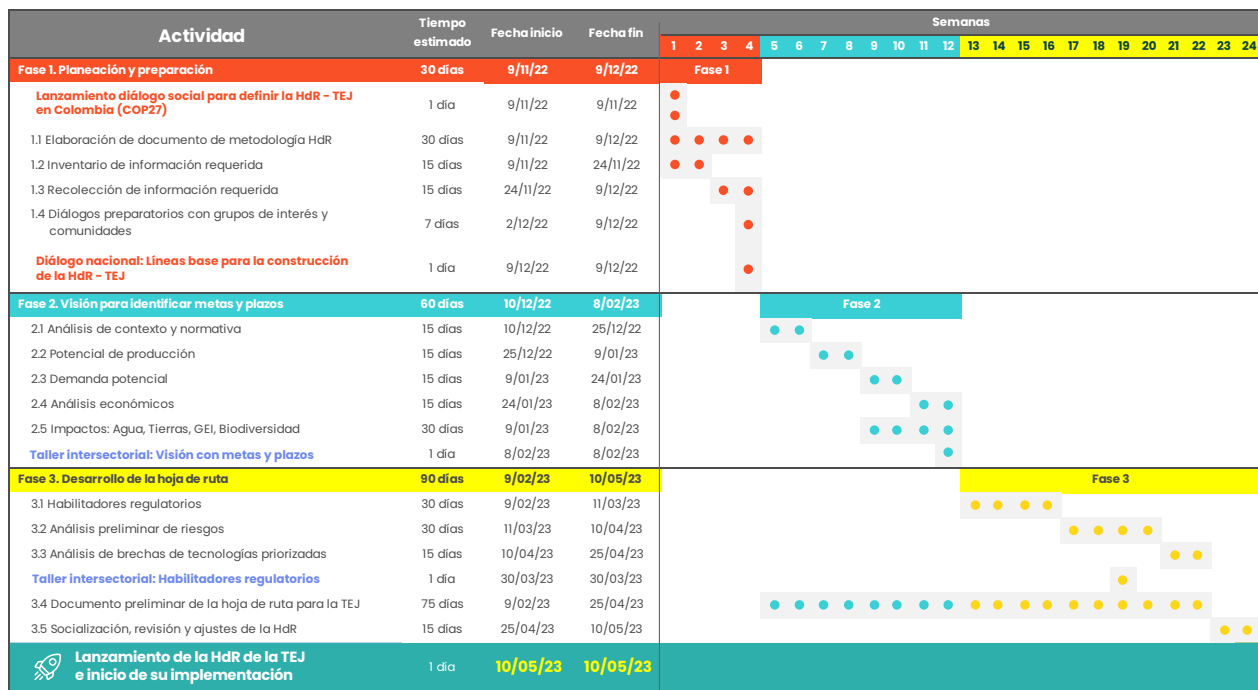 Actividad Tiempo estimado Fecha inicio Fecha fin Semanas
1 2 3 4 5 6 7 8 9 10 11 12 13 14 15 16 17 18 19 20 21 22 23 24
Fase 1. Planeación y preparación 30 días 9/11/22 9/12/22 Fase 1
Lanzamiento diálogo social para definir la HdR - TEJ
en Colombia (COP27) 1 día 9/11/22 9/11/22
1.1 Elaboración de documento de metodología HdR 30 días 9/11/22 9/12/22
1.2 Inventario de información requerida 15 días 9/11/22 24/11/22
1.3 Recolección de información requerida 15 días 24/11/22 9/12/22
1.4 Diálogos preparatorios con grupos de interés y
comunidades 7 días 2/12/22 9/12/22
Diálogo nacional: Líneas base para la construcción
de la HdR - TEJ 1 día 9/12/22 9/12/22
Fase 2. Visión para identificar metas y plazos 60 días 10/12/22 8/02/23 Fase 2
2.1 Análisis de contexto y normativa 15 días 10/12/22 25/12/22
2.2 Potencial de producción 15 días 25/12/22 9/01/23
2.3 Demanda potencial 15 días 9/01/23 24/01/23
2.4 Análisis económicos 15 días 24/01/23 8/02/23
2.5 Impactos: Agua, Tierras, GEI, Biodiversidad 30 días 9/01/23 8/02/23
Taller intersectorial: Visión con metas y plazos 1 día 8/02/23 8/02/23
Fase 3. Desarrollo de la hoja de ruta 90 días 9/02/23 10/05/23 Fase 3
3.1 Habilitadores regulatorios 30 días 9/02/23 11/03/23
3.2 Análisis preliminar de riesgos 30 días 11/03/23 10/04/23
3.3 Análisis de brechas de tecnologías priorizadas 15 días 10/04/23 25/04/23
Taller intersectorial: Habilitadores regulatorios 1 día 30/03/23 30/03/23
3.4 Documento preliminar de la hoja de ruta para la TEJ 75 días 9/02/23 25/04/23
3.5 Socialización, revisión y ajustes de la HdR 15 días 25/04/23 10/05/23
Lanzamiento de la HdR de la TEJ
e inicio de su implementación 1 día 10/05/23 10/05/23